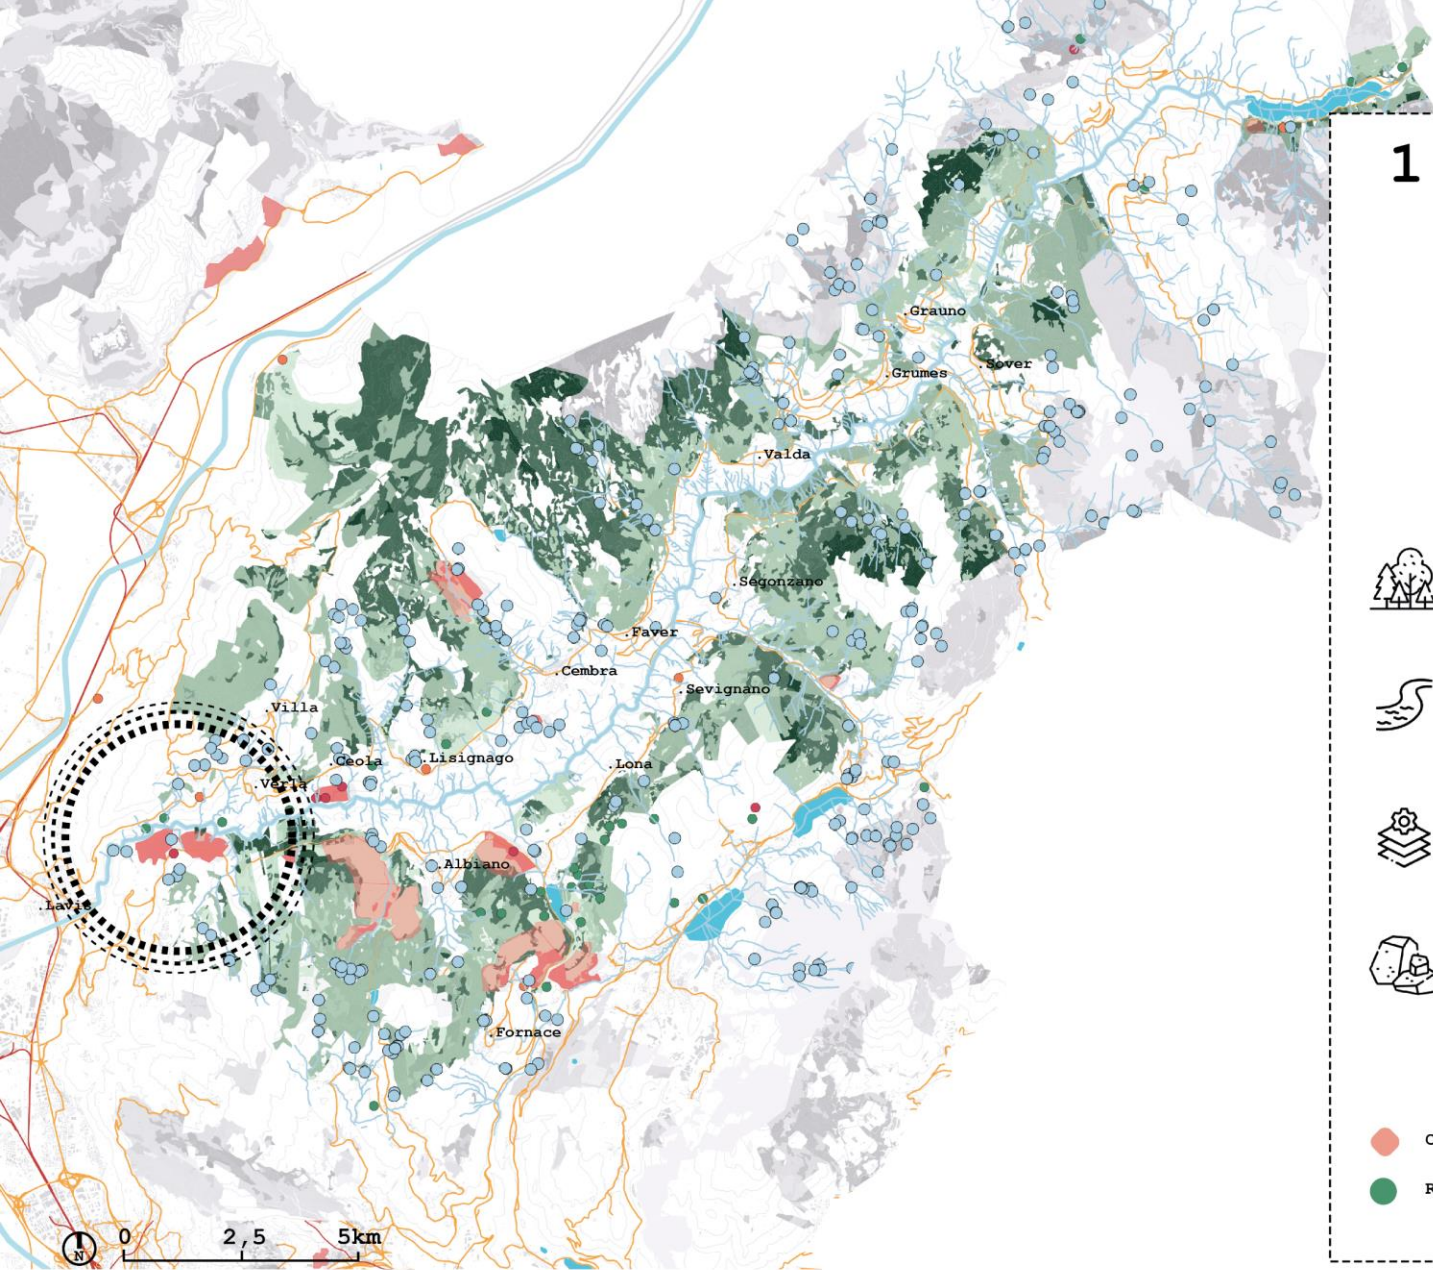 1
.Grauno
.Sover
.Grumes
.Valda
.Segonzano
.Faver
.Cembra
.Sevignano
.Villa
.Ceola
.Lisignago
.Lona
.Verla
.Albiano
.Lavis
.Fornace
R
N
0 2,5 5km